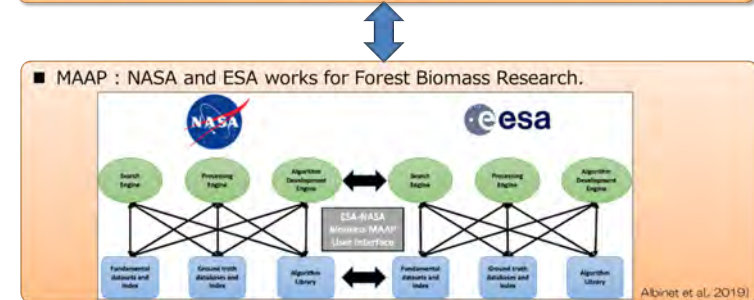 ■ MAAP : NASA and ESA works for Forest Biomass Research.
NASA
esa
Search Engine
Processing Engine
Algorithm Development Engine
Search Engine
Processing Engine
Algorithm Development Engine
ESA-NASA
Biomass MAAP
User Interface
Fundamental datasets and index
Ground truth databases and index
Algorithm Library
Fundamental datasets and index
Ground truth databases and index
Algorithm Library
Albinet et al., 2019)